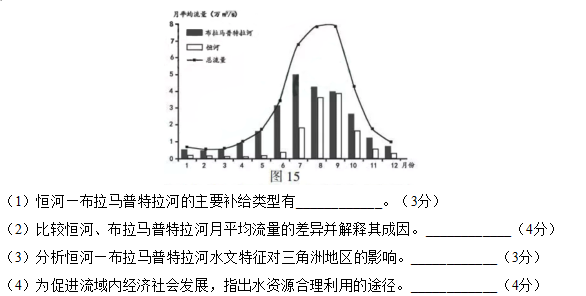 月平均流量（万 m³/s）
8
7
6
5
4
3
2
1
0
布拉马普特拉河
恒河
总流量
1 2 3 4 5 6 7 8 9 10 11 12 月份
图 15
（1）恒河—布拉马普特拉河的主要补给类型有____________。（3分）
（2）比较恒河、布拉马普特拉河月平均流量的差异并解释其成因。____________（4分）
（3）分析恒河—布拉马普特拉河水文特征对三角洲地区的影响。____________（3分）
（4）为促进流域内经济社会发展，指出水资源合理利用的途径。____________（4分）